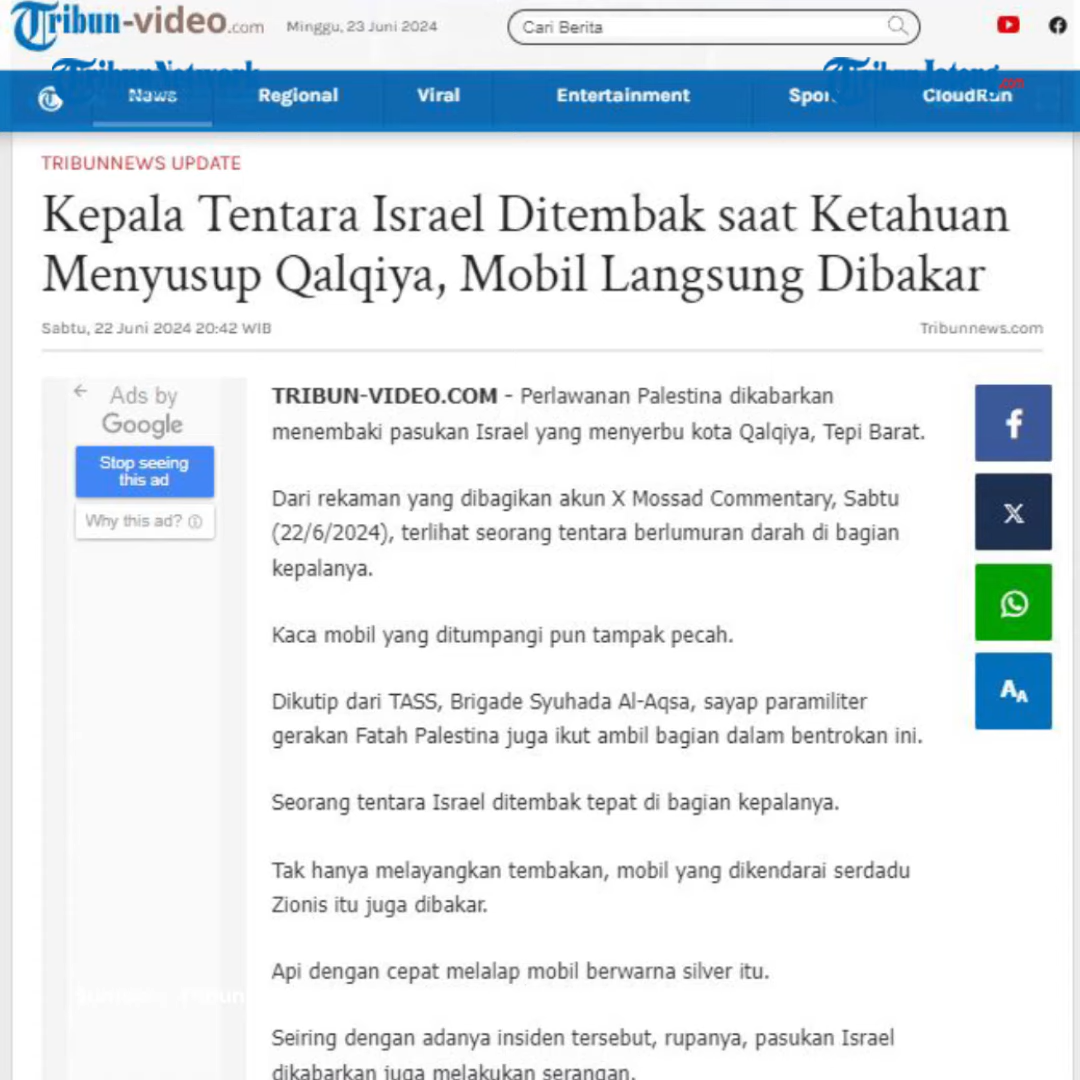 Tribun-video.com
Minggu, 23 Juni 2024
Cari Berita
TribunNetwork
TribunJateng.com
News
Regional
Viral
Entertainment
CloudRun
TRIBUNNEWS UPDATE
Kepala Tentara Israel Ditembak saat Ketahuan
Menyusup Qalqiya, Mobil Langsung Dibakar
Sabtu, 22 Juni 2024 20:42 WIB
Tribunnews.com
Ads by
Google
Stop seeing
this ad
Why this ad?
TRIBUN-VIDEO.COM - Perlawanan Palestina dikabarkan
menembaki pasukan Israel yang menyerbu kota Qalqiya, Tepi Barat.
Dari rekaman yang dibagikan akun X Mossad Commentary, Sabtu
(22/6/2024), terlihat seorang tentara berlumuran darah di bagian
kepalanya.
Kaca mobil yang ditumpangi pun tampak pecah.
Dikutip dari TASS, Brigade Syuhada Al-Aqsa, sayap paramiliter
gerakan Fatah Palestina juga ikut ambil bagian dalam bentrokan ini.
Seorang tentara Israel ditembak tepat di bagian kepalanya.
Tak hanya melayangkan tembakan, mobil yang dikendarai serdadu
Zionis itu juga dibakar.
Api dengan cepat melalap mobil berwarna silver itu.
Seiring dengan adanya insiden tersebut, rupanya, pasukan Israel
dikabarkan juga melakukan serangan.